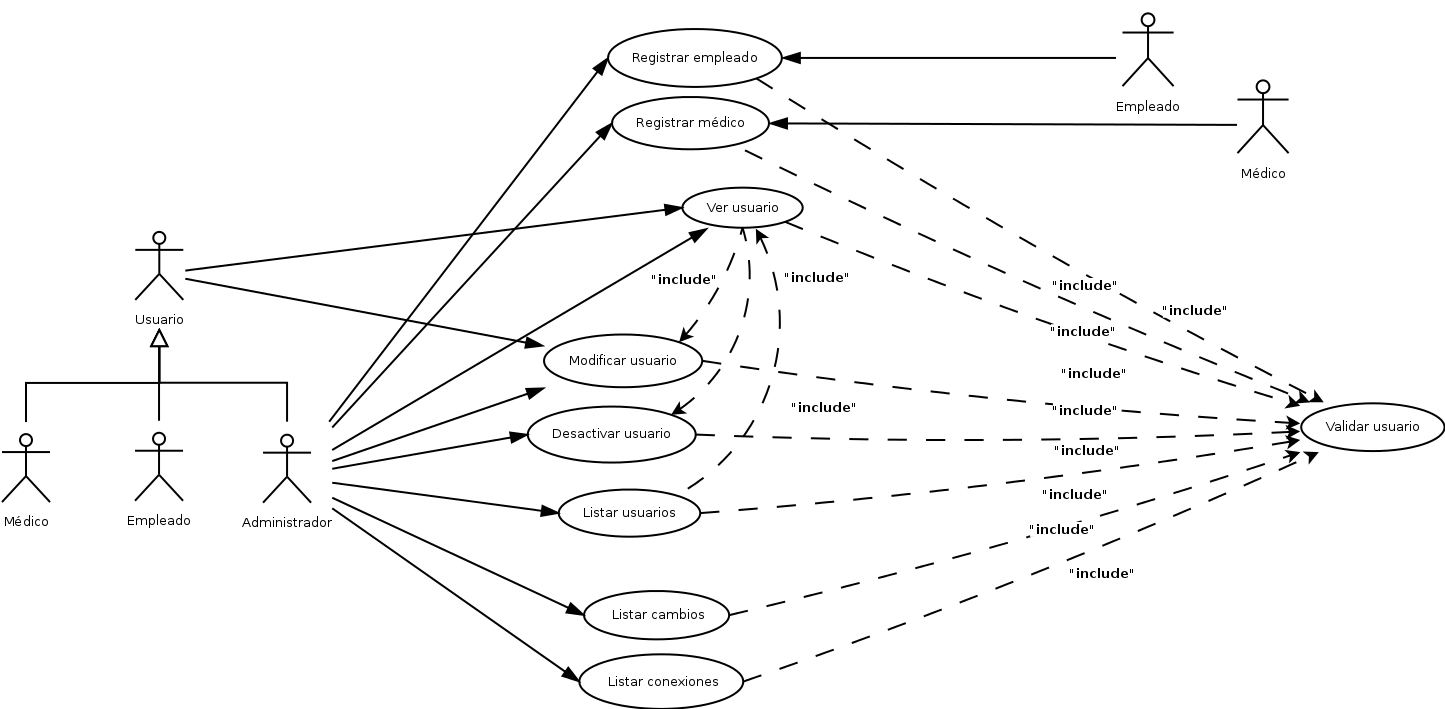 Registrar empleado
Empleado
Registrar médico
Médico
Ver usuario
"include"
"include"
"include"
"include"
Usuario
"include"
Modificar usuario
"include"
"include"
"include"
Validar usuario
Desactivar usuario
"include"
"include"
Listar usuarios
Médico
Empleado
Administrador
"include"
"include"
Listar cambios
Listar conexiones